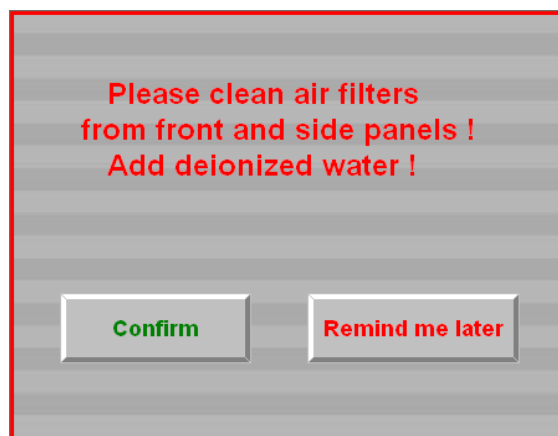 Please clean air filters
from front and side panels !
Add deionized water !
Confirm
Remind me later